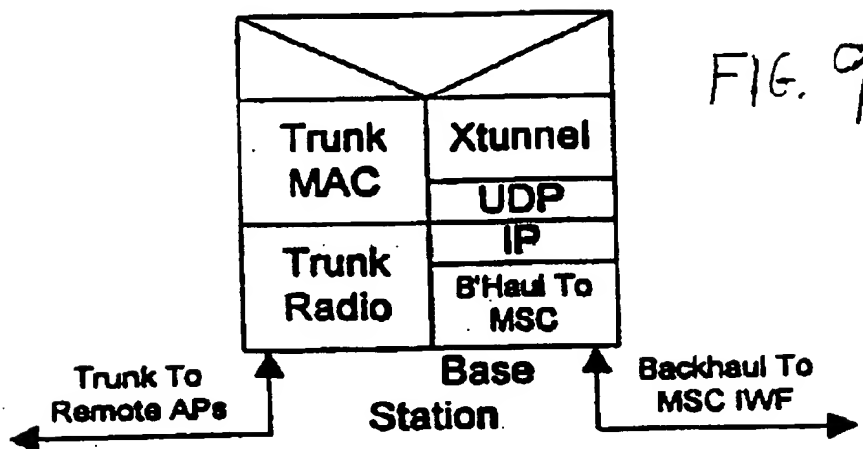 FIG. 9
Trunk
MAC
Xtunnel
UDP
IP
Trunk
Radio
B'Haul To
MSC
Base
Station
Trunk To
Remote APs
Backhaul To
MSC IWF